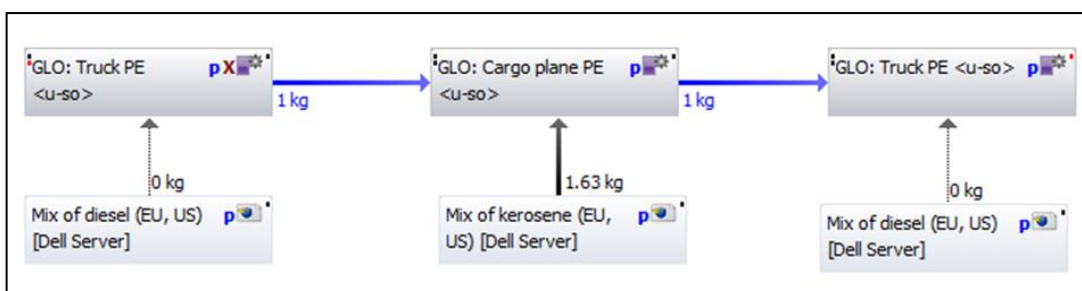 GLO: Truck PE pX
<u-so>
1 kg
GLO: Cargo plane PE p
<u-so>
1 kg
GLO: Truck PE <u-so> p
0 kg
1.63 kg
0 kg
Mix of diesel (EU, US) p
[Dell Server]
Mix of kerosene (EU, p
US) [Dell Server]
Mix of diesel (EU, US) p
[Dell Server]